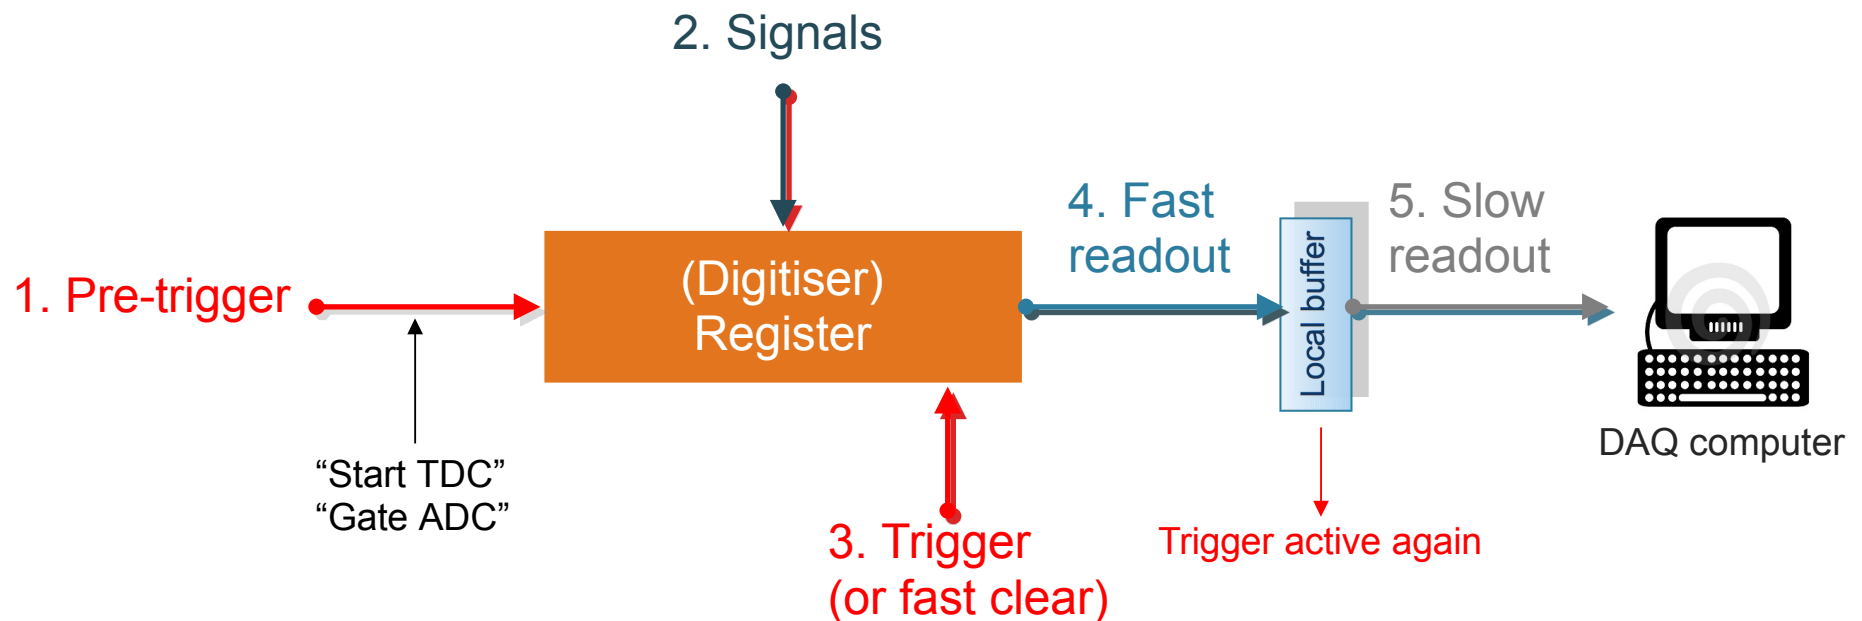 2. Signals
1. Pre-trigger
“Start TDC”
“Gate ADC”
(Digitiser)
Register
3. Trigger
(or fast clear)
4. Fast
readout
Local buffer
Trigger active again
5. Slow
readout
DAQ computer